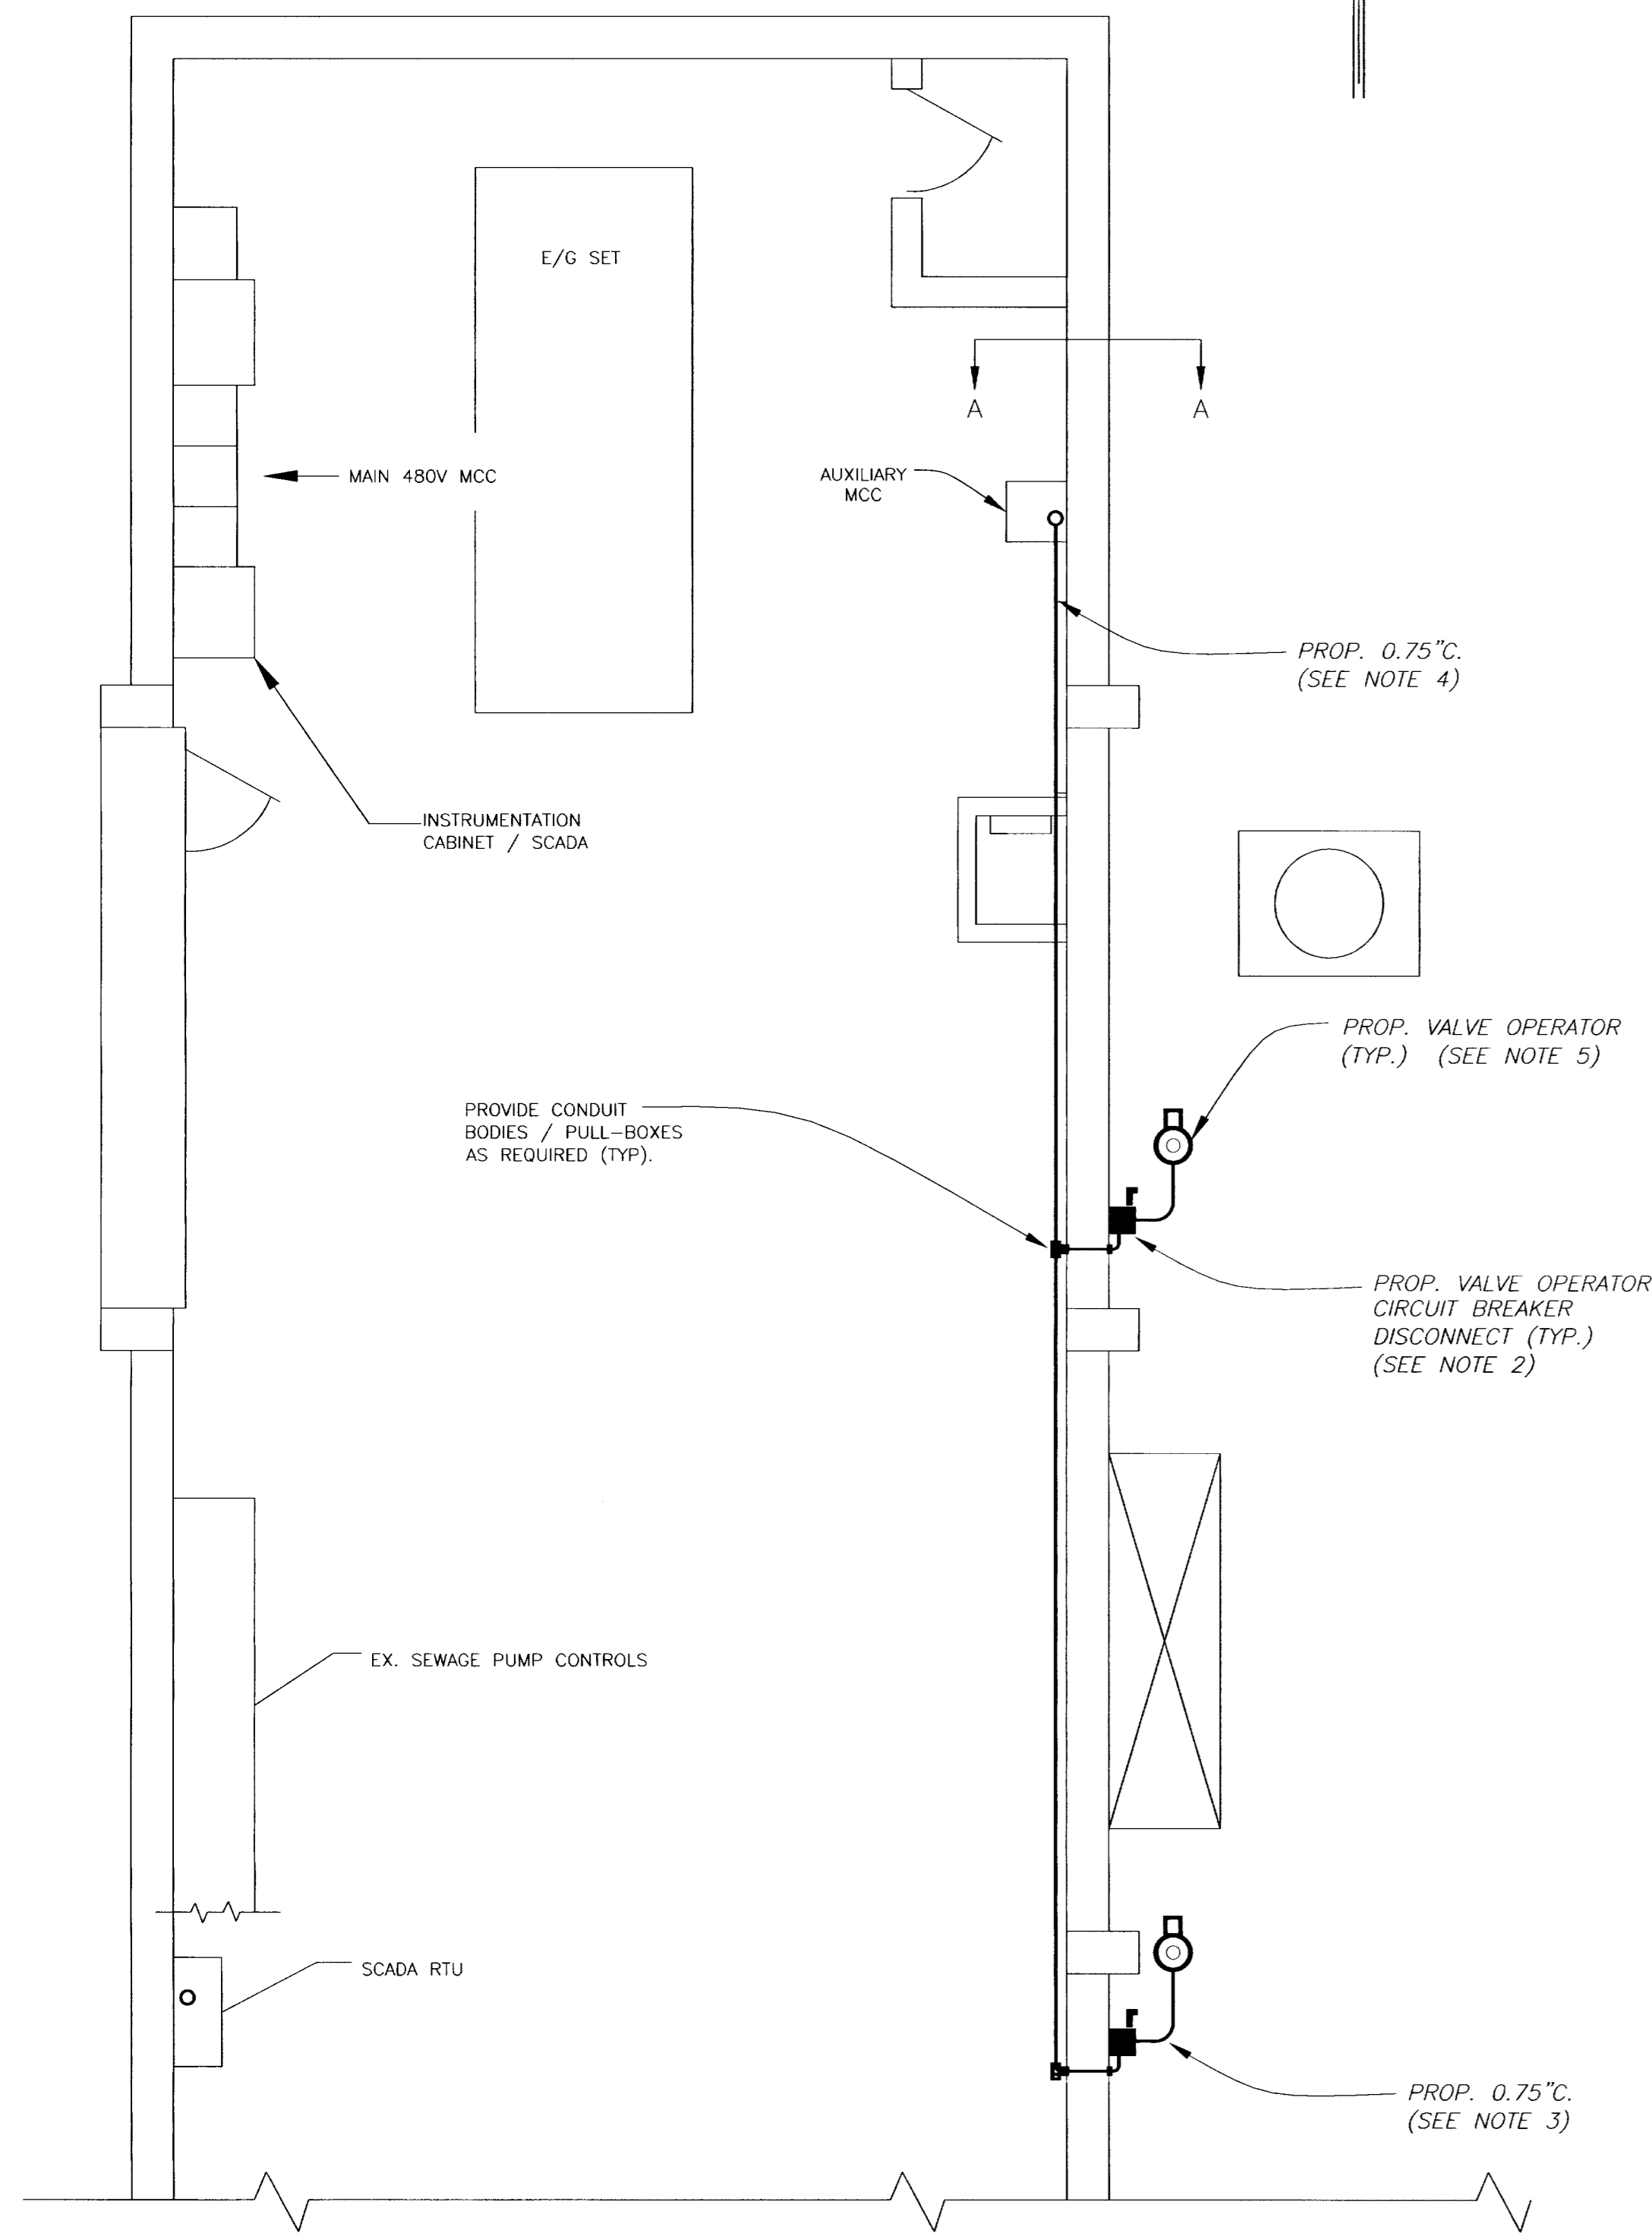 E/G SET
A A
MAIN 480V MCC
AUXILIARY
MCC
PROP. 0.75"C.
(SEE NOTE 4)
INSTRUMENTATION
CABINET / SCADA
PROP. VALVE OPERATOR
(TYP.) (SEE NOTE 5)
PROVIDE CONDUIT
BODIES / PULL-BOXES
AS REQUIRED (TYP).
PROP. VALVE OPERATOR
CIRCUIT BREAKER
DISCONNECT (TYP.)
(SEE NOTE 2)
EX. SEWAGE PUMP CONTROLS
SCADA RTU
PROP. 0.75"C.
(SEE NOTE 3)